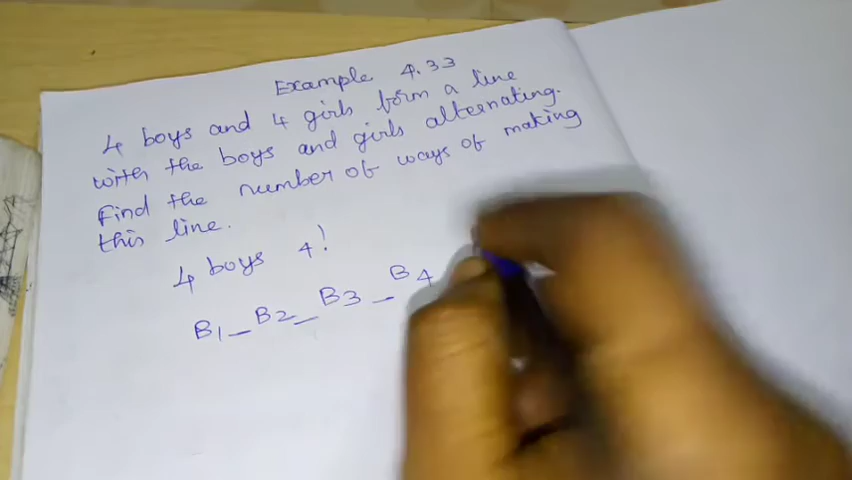 Example 4.33
4 boys and 4 girls form a line
with the boys and girls alternating.
Find the number of ways of making
this line.
4 boys 4!
B1 _ B2 _ B3 _ B4